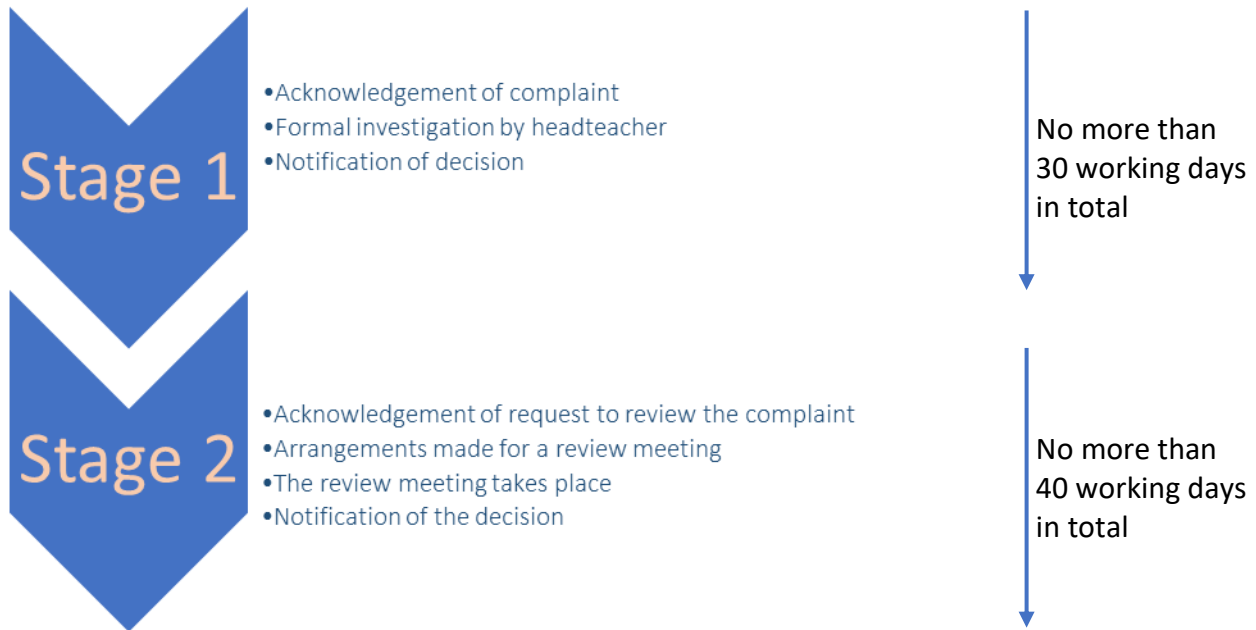 Stage 1
•Acknowledgement of complaint
•Formal investigation by headteacher
•Notification of decision
No more than
30 working days
in total
Stage 2
•Acknowledgement of request to review the complaint
•Arrangements made for a review meeting
•The review meeting takes place
•Notification of the decision
No more than
40 working days
in total